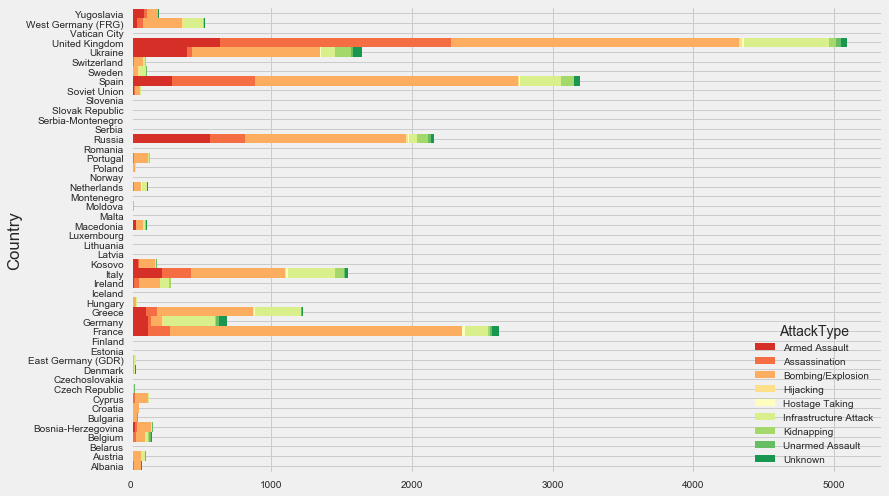 Yugoslavia
West Germany (FRG)
Vatican City
United Kingdom
Ukraine
Switzerland
Sweden
Spain
Soviet Union
Slovenia
Slovak Republic
Serbia-Montenegro
Serbia
Russia
Romania
Portugal
Poland
Norway
Netherlands
Montenegro
Moldova
Malta
Macedonia
Luxembourg
Lithuania
Latvia
Kosovo
Italy
Ireland
Iceland
Hungary
Greece
Germany
France
Finland
Estonia
East Germany (GDR)
Denmark
Czechoslovakia
Czech Republic
Cyprus
Croatia
Bulgaria
Bosnia-Herzegovina
Belgium
Belarus
Austria
Albania
Country
0 1000 2000 3000 4000 5000
AttackType
Armed Assault
Assassination
Bombing/Explosion
Hijacking
Hostage Taking
Infrastructure Attack
Kidnapping
Unarmed Assault
Unknown